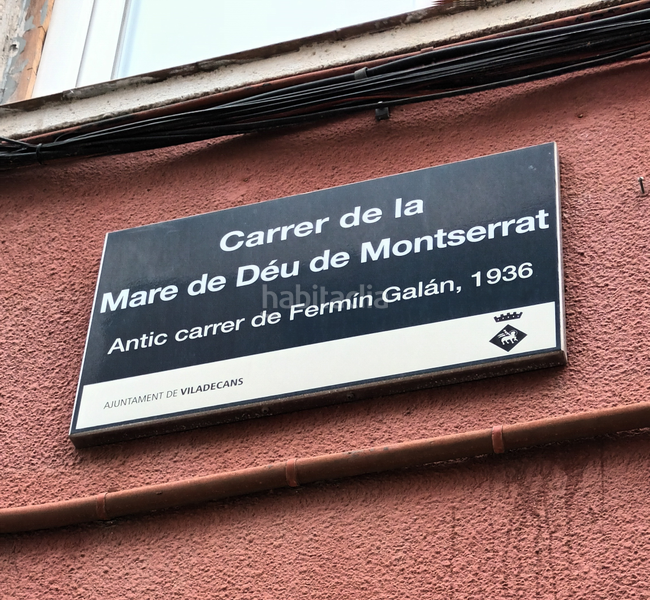 Carrer de la
Mare de Déu de Montserrat
Antic carrer de Fermín Galán, 1936
habitaclia
AJUNTAMENT DE VILADECANS